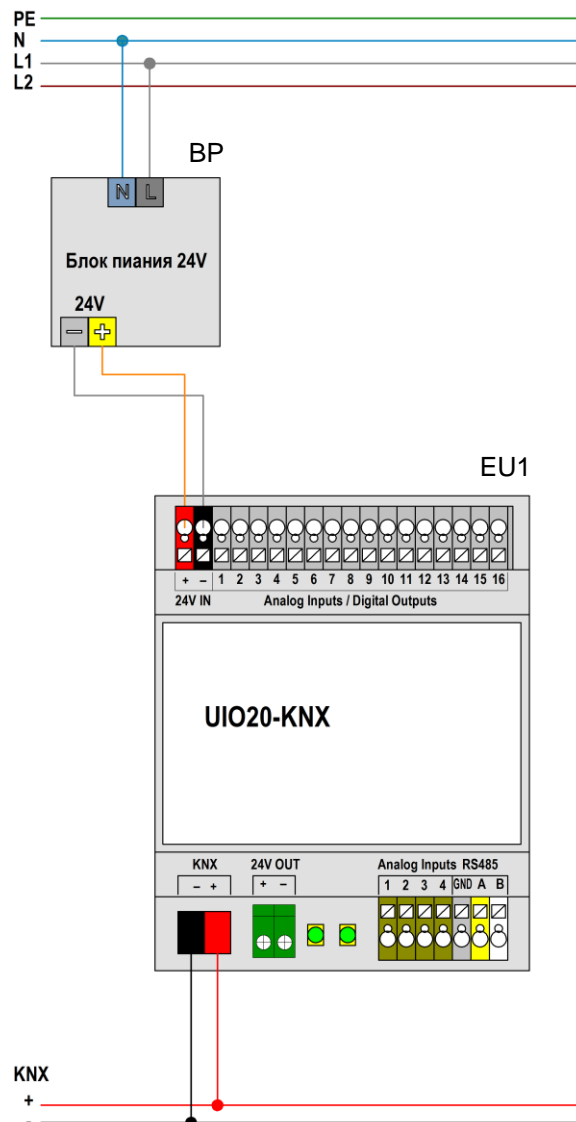 PE
N
L1
L2
BP
N L
Блок пиания 24V
24V
− +
EU1
+ − 1 2 3 4 5 6 7 8 9 10 11 12 13 14 15 16
24V IN Analog Inputs / Digital Outputs
UIO20-KNX
KNX 24V OUT Analog Inputs RS485
− + + − 1 2 3 4 GND A B
KNX
+
-